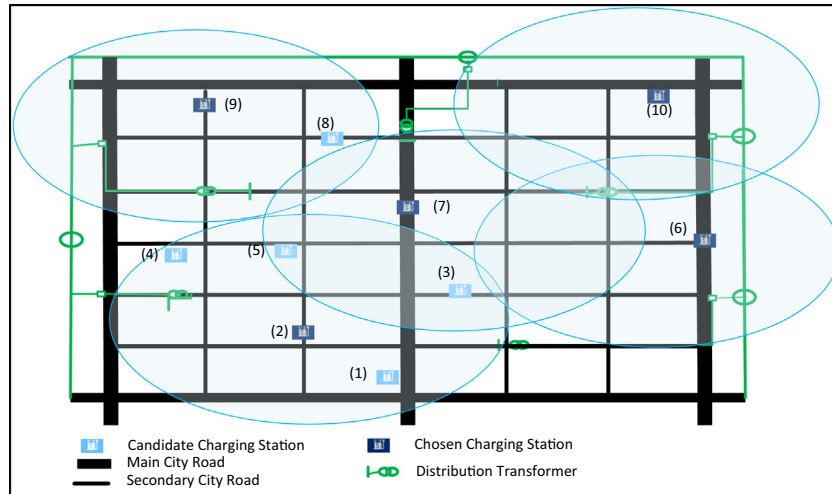 (9)
(10)
(8)
(7)
(6)
(4)
(5)
(3)
(2)
(1)
Candidate Charging Station
Chosen Charging Station
Main City Road
Distribution Transformer
Secondary City Road